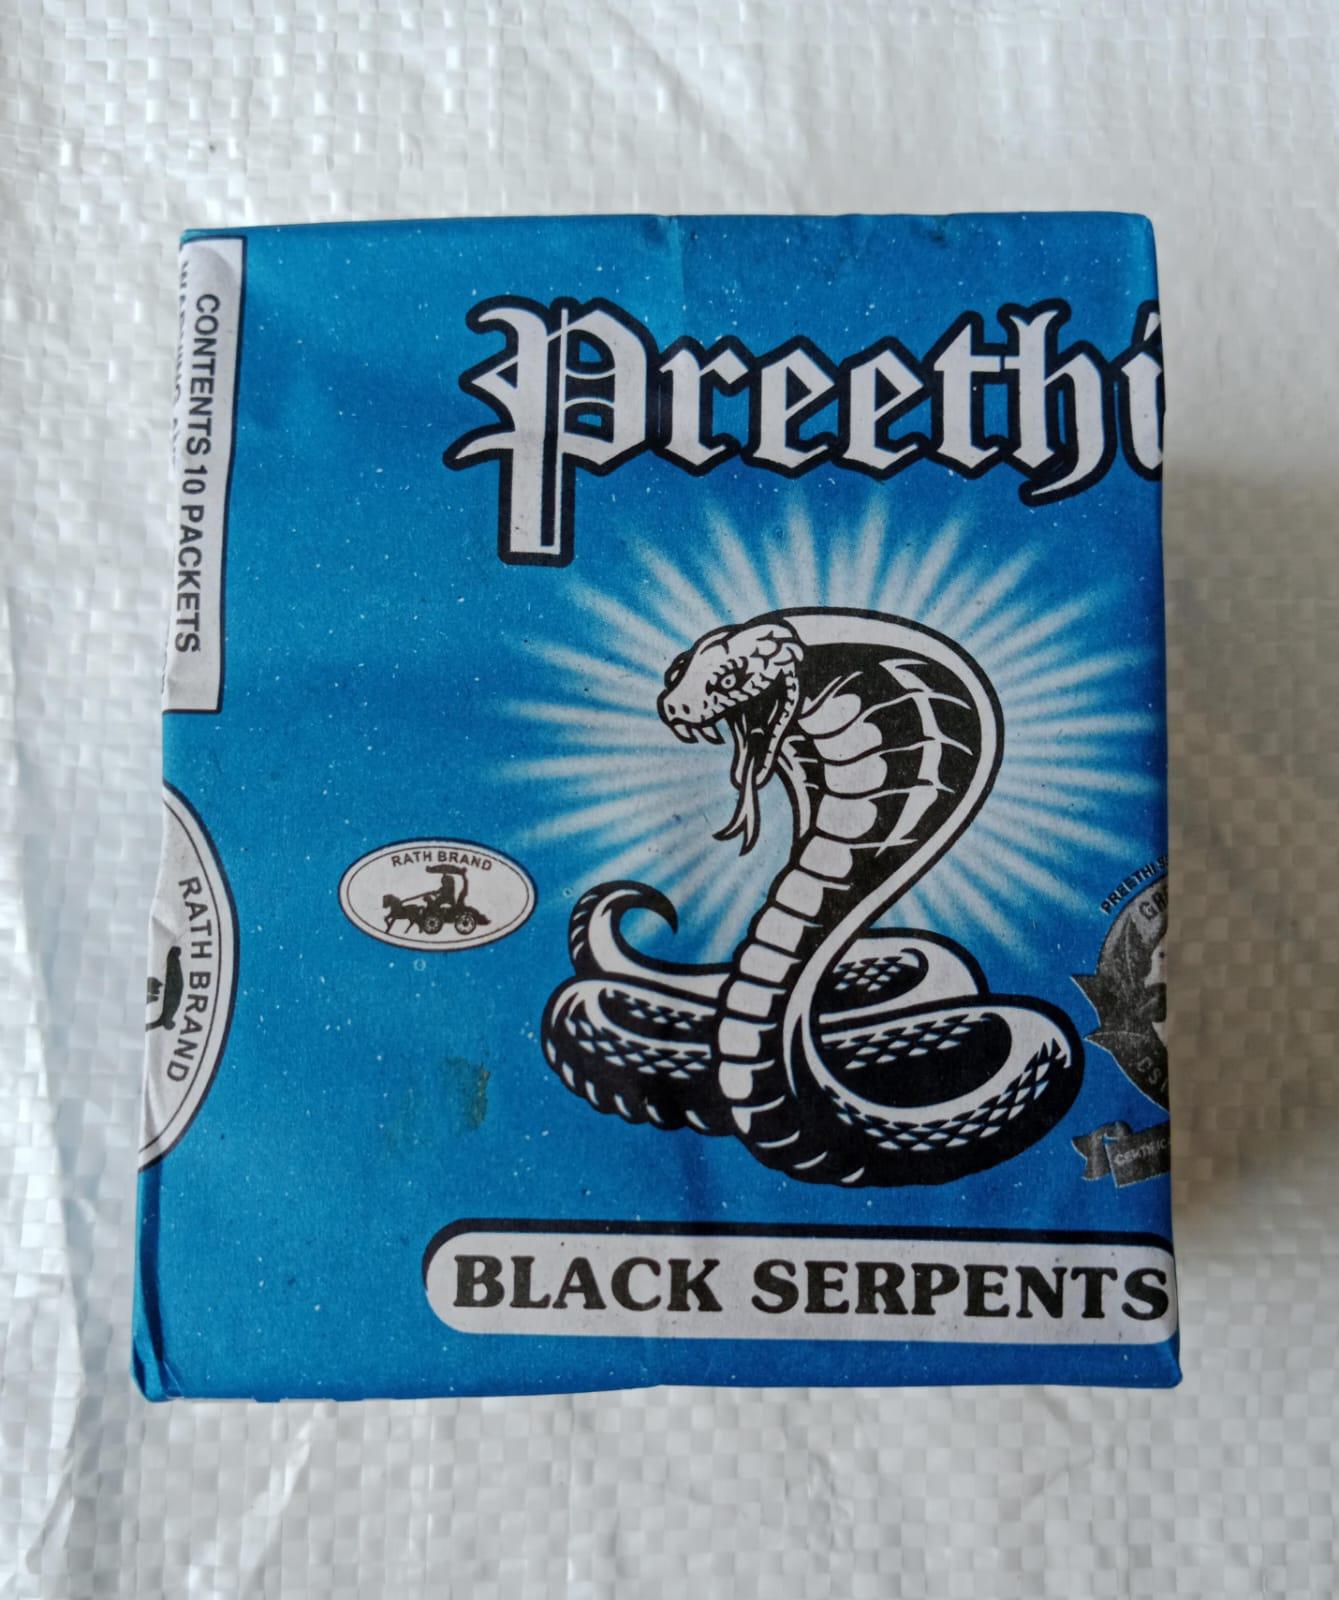 CONTENTS 10 PACKETS
Preethi
RATH BRAND
RATH BRAND
BLACK SERPENTS